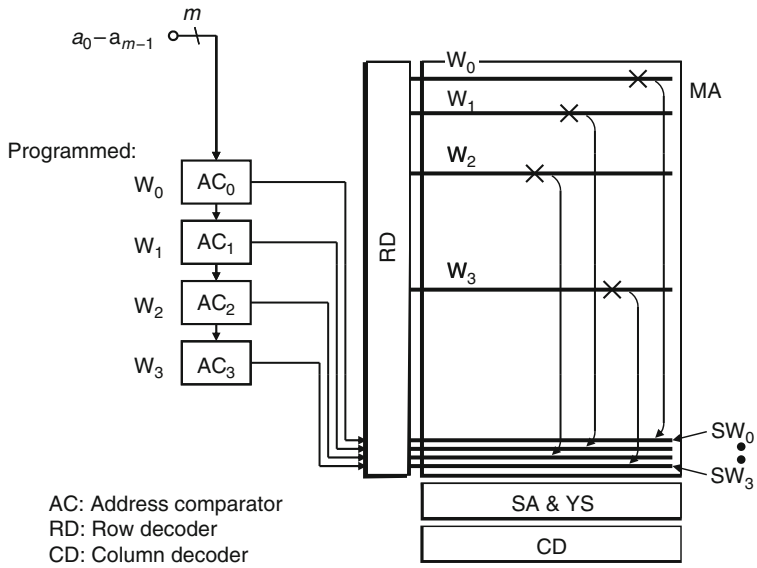 m
a0–am−1
Programmed:
W0 AC0
W1 AC1
W2 AC2
W3 AC3
RD
W0
W1
W2
W3
MA
SW0
SW3
SA & YS
CD
AC: Address comparator
RD: Row decoder
CD: Column decoder